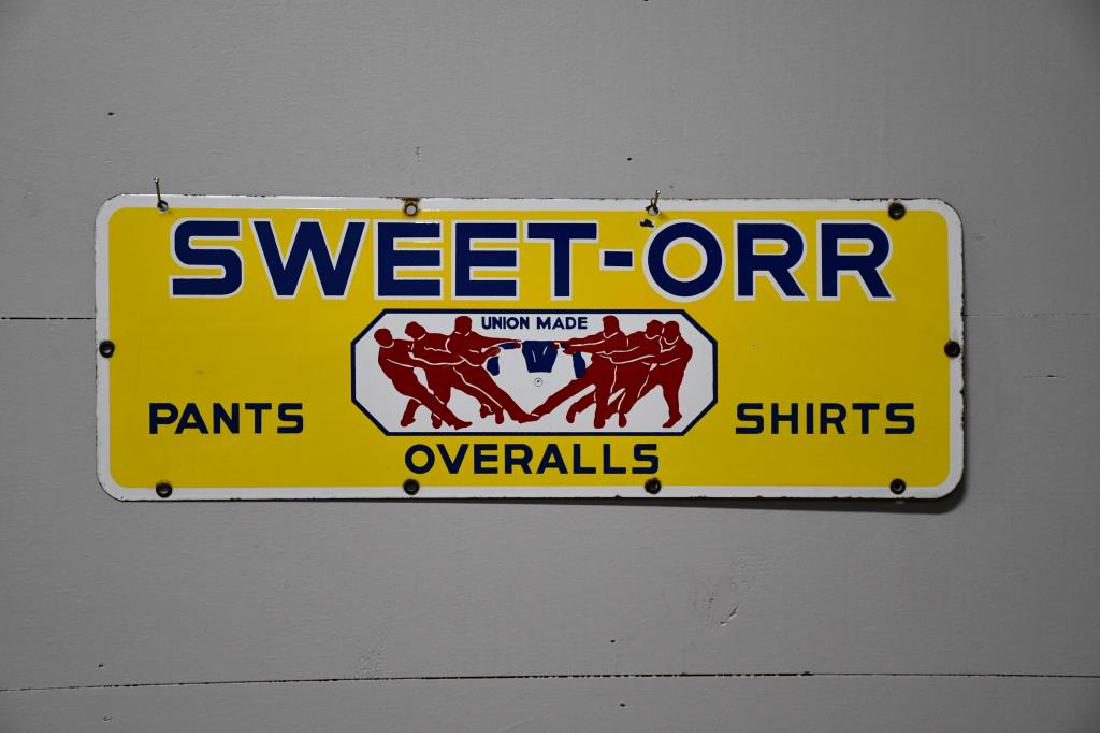 SWEET-ORR
UNION MADE
PANTS
SHIRTS
OVERALLS